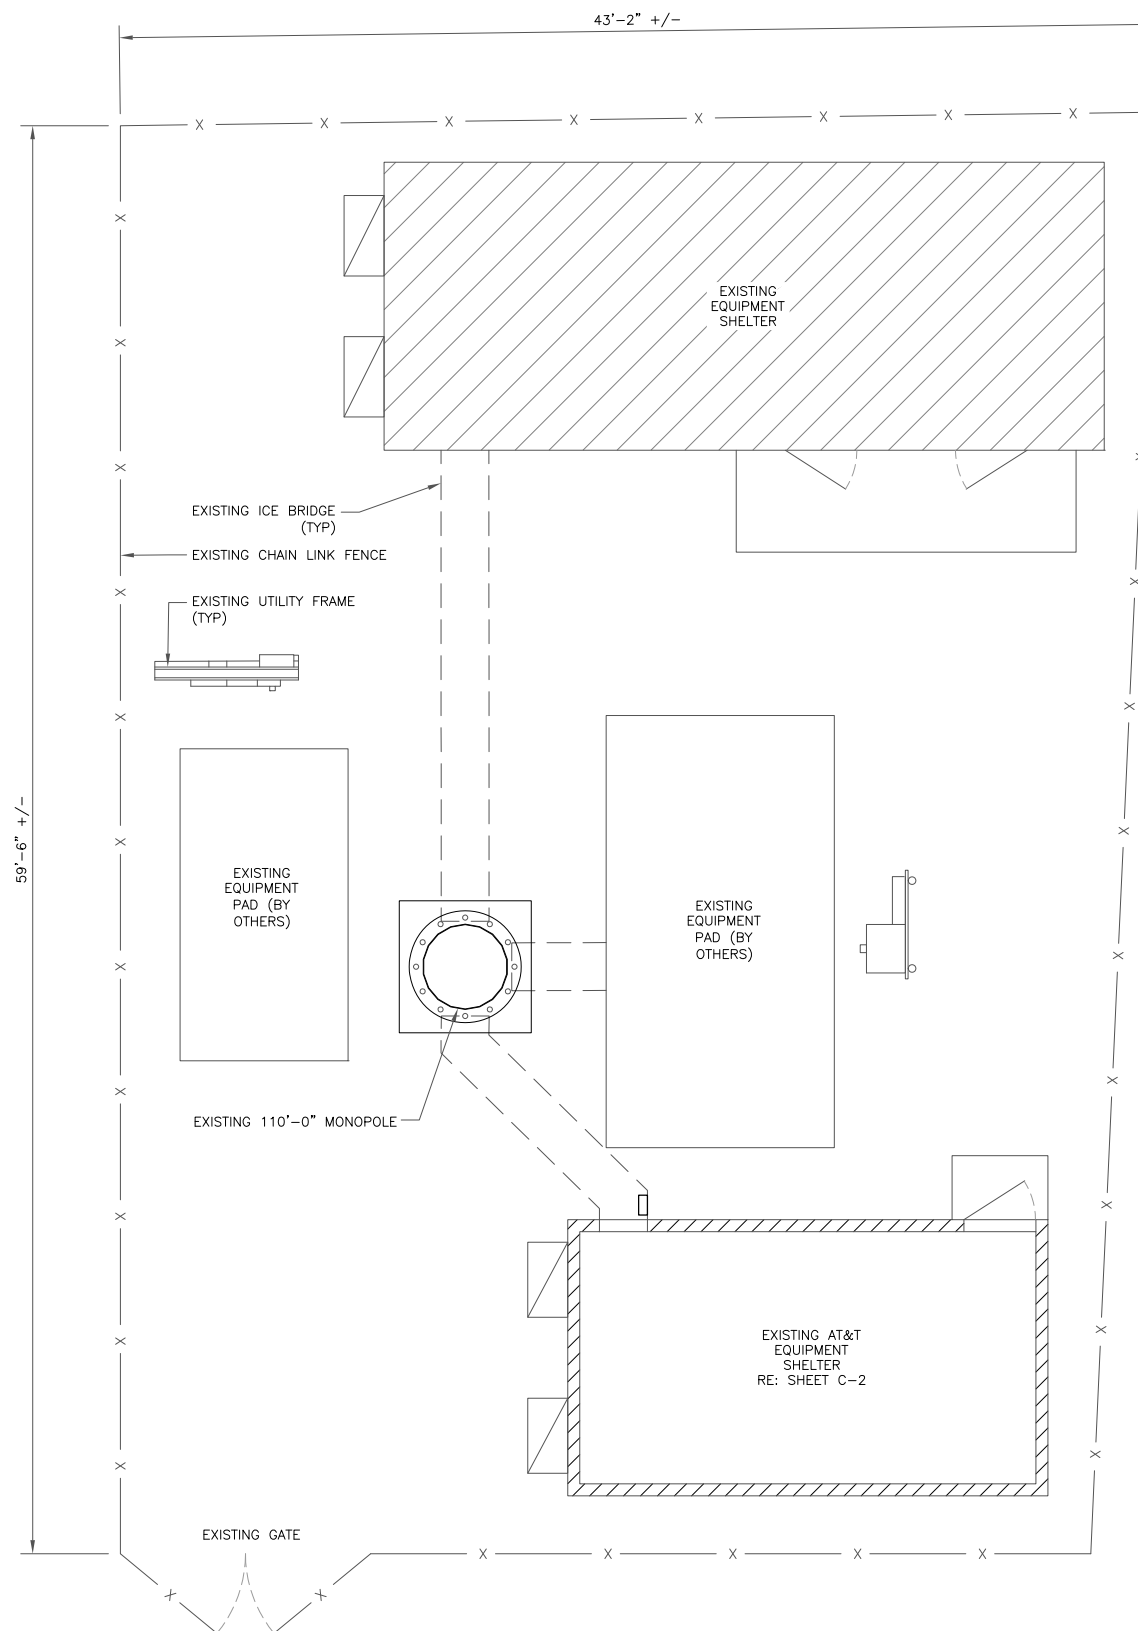 43'-2" +/-
EXISTING
EQUIPMENT
SHELTER
EXISTING ICE BRIDGE
(TYP)
EXISTING CHAIN LINK FENCE
EXISTING UTILITY FRAME
(TYP)
59'-6" +/-
EXISTING
EQUIPMENT
PAD (BY
OTHERS)
EXISTING
EQUIPMENT
PAD (BY
OTHERS)
EXISTING 110'-0" MONOPOLE
EXISTING AT&T
EQUIPMENT
SHELTER
RE: SHEET C-2
EXISTING GATE